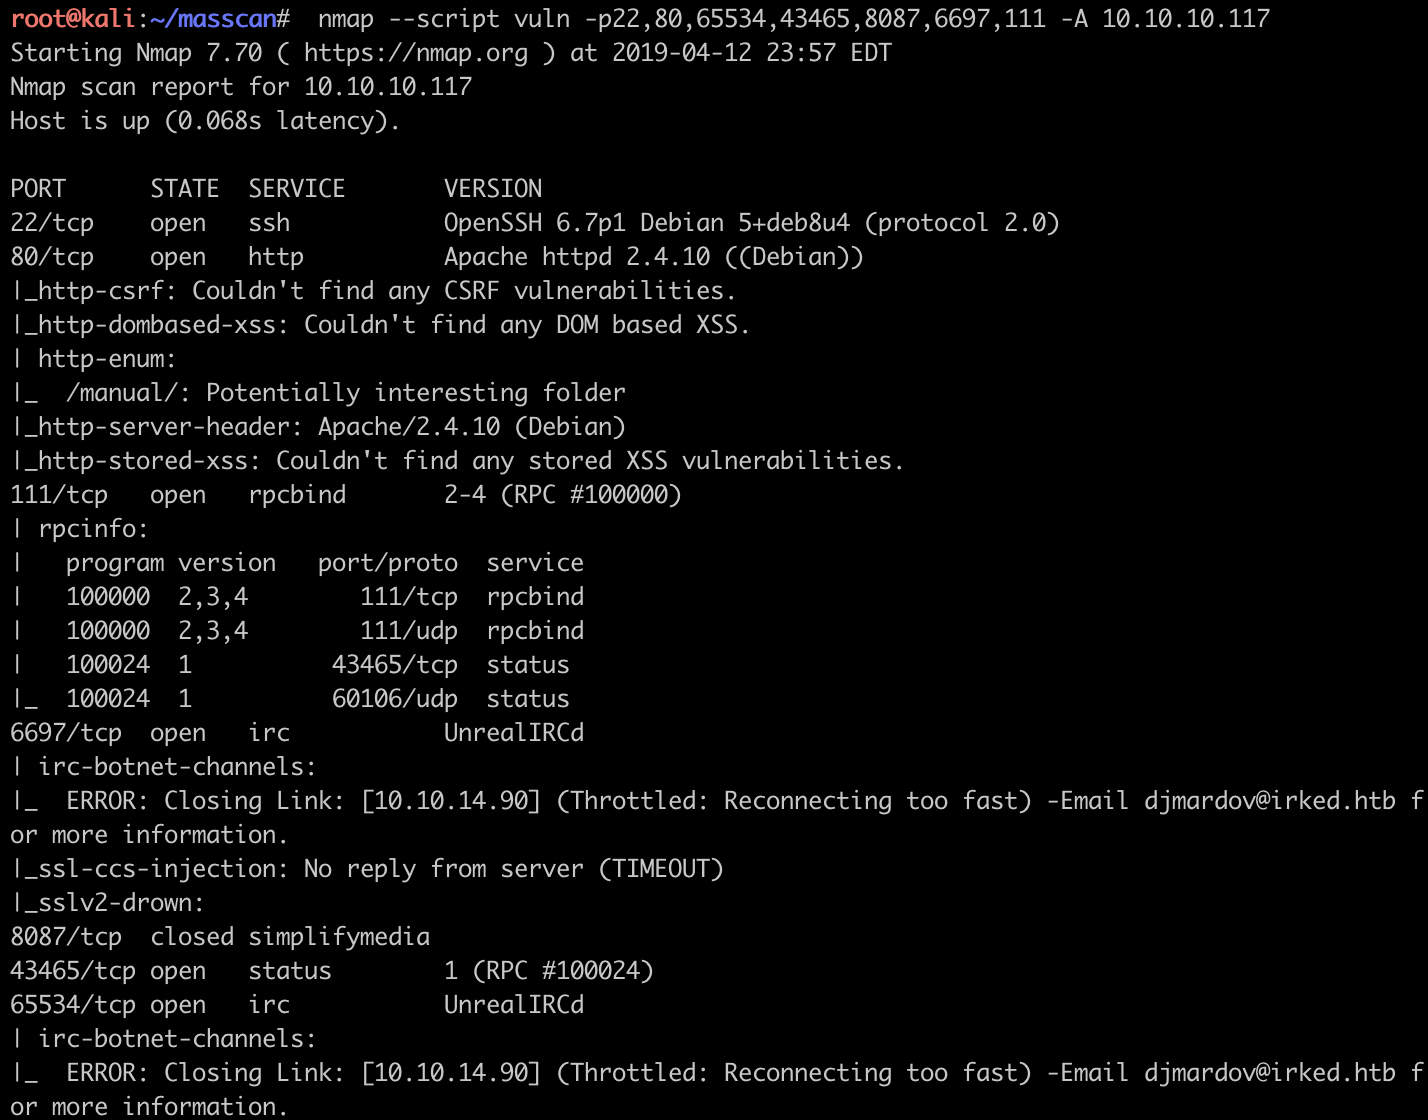 root@kali:~/masscan#  nmap --script vuln -p22,80,65534,43465,8087,6697,111 -A 10.10.10.117
Starting Nmap 7.70 ( https://nmap.org ) at 2019-04-12 23:57 EDT
Nmap scan report for 10.10.10.117
Host is up (0.068s latency).

PORT      STATE  SERVICE       VERSION
22/tcp    open   ssh           OpenSSH 6.7p1 Debian 5+deb8u4 (protocol 2.0)
80/tcp    open   http          Apache httpd 2.4.10 ((Debian))
|_http-csrf: Couldn't find any CSRF vulnerabilities.
|_http-dombased-xss: Couldn't find any DOM based XSS.
| http-enum:
|_  /manual/: Potentially interesting folder
|_http-server-header: Apache/2.4.10 (Debian)
|_http-stored-xss: Couldn't find any stored XSS vulnerabilities.
111/tcp   open   rpcbind       2-4 (RPC #100000)
| rpcinfo:
|   program version   port/proto  service
|   100000  2,3,4        111/tcp  rpcbind
|   100000  2,3,4        111/udp  rpcbind
|   100024  1          43465/tcp  status
|_  100024  1          60106/udp  status
6697/tcp  open   irc           UnrealIRCd
| irc-botnet-channels:
|_  ERROR: Closing Link: [10.10.14.90] (Throttled: Reconnecting too fast) -Email djmardov@irked.htb f
or more information.
|_ssl-ccs-injection: No reply from server (TIMEOUT)
|_sslv2-drown:
8087/tcp  closed simplifymedia
43465/tcp open   status        1 (RPC #100024)
65534/tcp open   irc           UnrealIRCd
| irc-botnet-channels:
|_  ERROR: Closing Link: [10.10.14.90] (Throttled: Reconnecting too fast) -Email djmardov@irked.htb f
or more information.